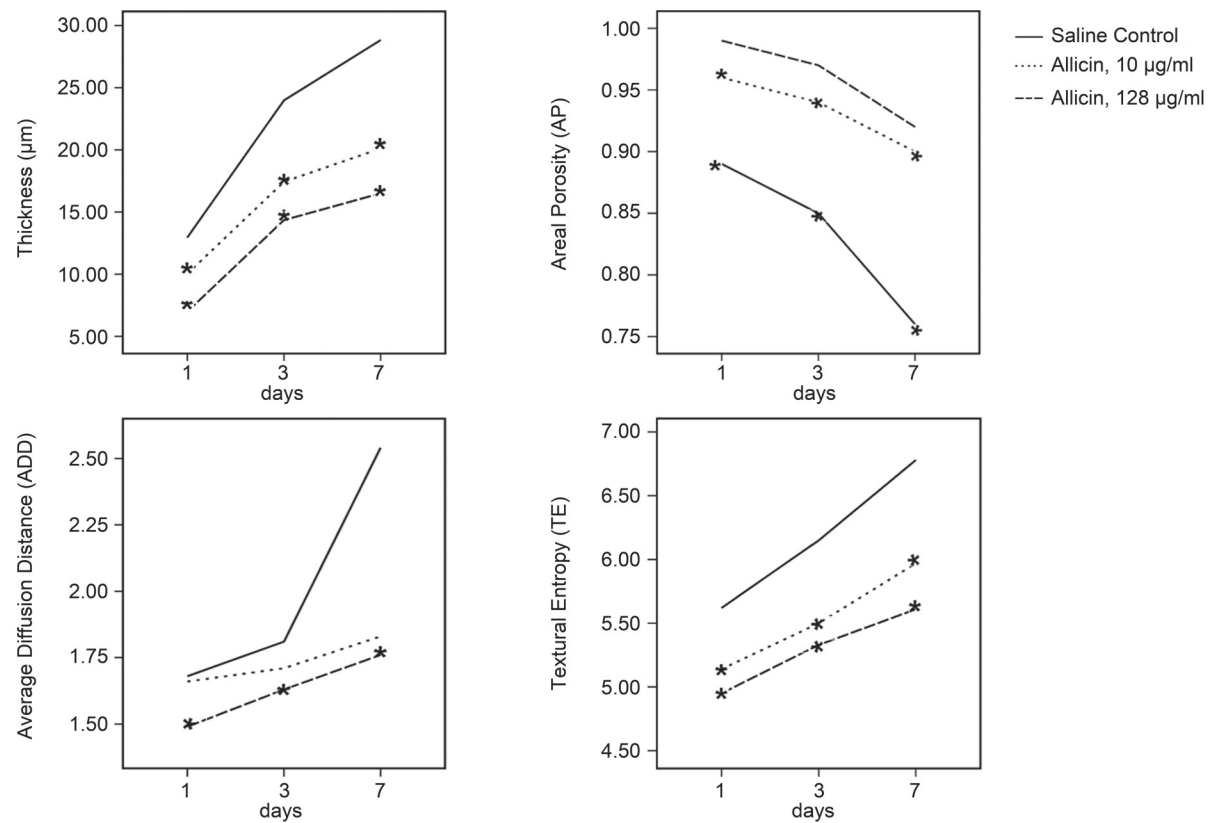 Thickness (µm)
30.00
25.00
20.00
15.00
10.00
5.00
1 3 7
days
Areal Porosity (AP)
1.00
0.95
0.90
0.85
0.80
0.75
1 3 7
days
Saline Control
Allicin, 10 µg/ml
Allicin, 128 µg/ml
Average Diffusion Distance (ADD)
2.50
2.25
2.00
1.75
1.50
1 3 7
days
Textural Entropy (TE)
7.00
6.50
6.00
5.50
5.00
4.50
1 3 7
days